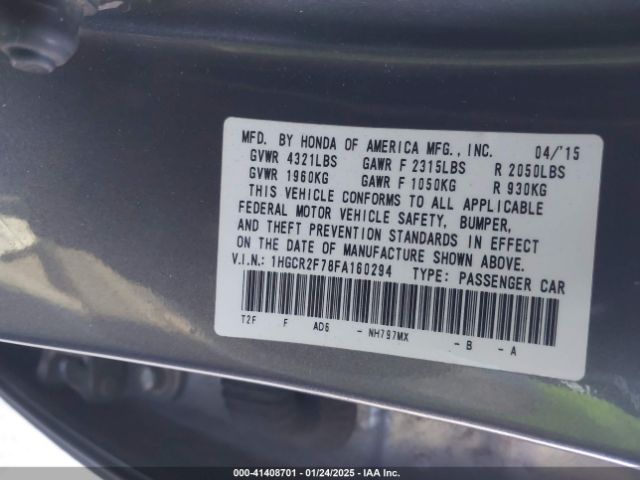 MFD. BY HONDA OF AMERICA MFG., INC. 04/'15
GVWR 4321LBS GAWR F 2315LBS R 2050LBS
GVWR 1960KG GAWR F 1050KG R 930KG
THIS VEHICLE CONFORMS TO ALL APPLICABLE
FEDERAL MOTOR VEHICLE SAFETY, BUMPER,
AND THEFT PREVENTION STANDARDS IN EFFECT
ON THE DATE OF MANUFACTURE SHOWN ABOVE.
V.I.N.: 1HGCR2F78FA160294 TYPE: PASSENGER CAR
T2F F AD6 - NH797MX - B - A
000-41408701 - 01/24/2025 - IAA Inc.